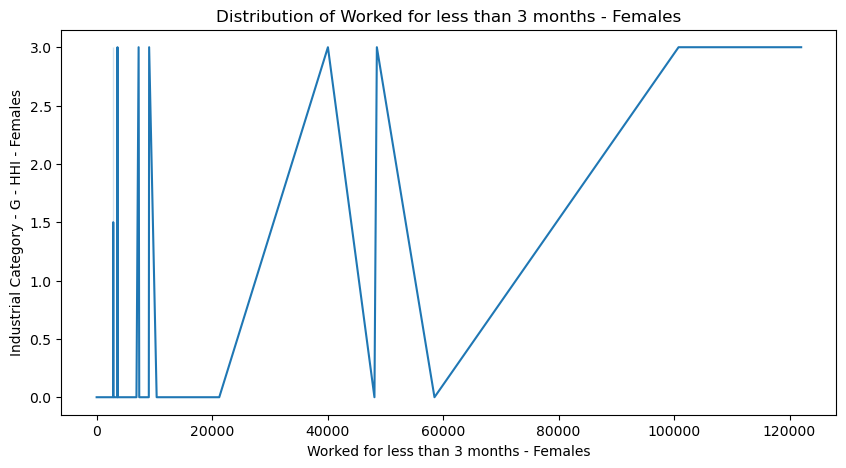 Distribution of Worked for less than 3 months - Females
Industrial Category - G - HHI - Females
3.0
2.5
2.0
1.5
1.0
0.5
0.0
0 20000 40000 60000 80000 100000 120000
Worked for less than 3 months - Females